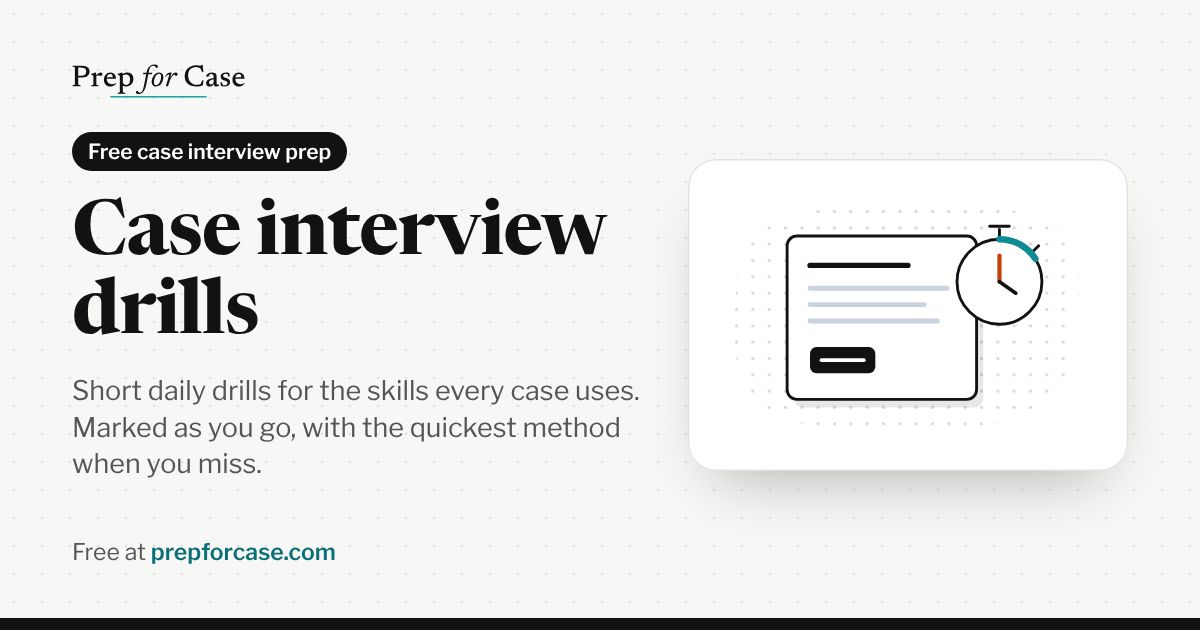 Prep for Case
Free case interview prep
Case interview
drills
Short daily drills for the skills every case uses.
Marked as you go, with the quickest method
when you miss.
Free at prepforcase.com